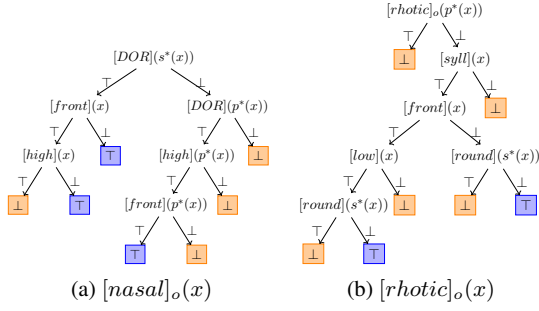 [DOR](s*(x))
⊤ ⊥
[front](x) [DOR](p*(x))
⊤ ⊥ ⊤ ⊥
[high](x) ⊤ [high](p*(x)) ⊥
⊤ ⊥ ⊤ ⊥
⊥ ⊤ [front](p*(x)) ⊥
⊤ ⊥
⊤ ⊥
(a) [nasal]ₒ(x)
[rhotic]ₒ(p*(x))
⊤ ⊥
⊥ [syll](x)
⊤ ⊥
[front](x) ⊥
⊤ ⊥
[low](x) [round](s*(x))
⊤ ⊥ ⊤ ⊥
[round](s*(x)) ⊥ ⊥ ⊤
⊤ ⊥
⊥ ⊤
(b) [rhotic]ₒ(x)